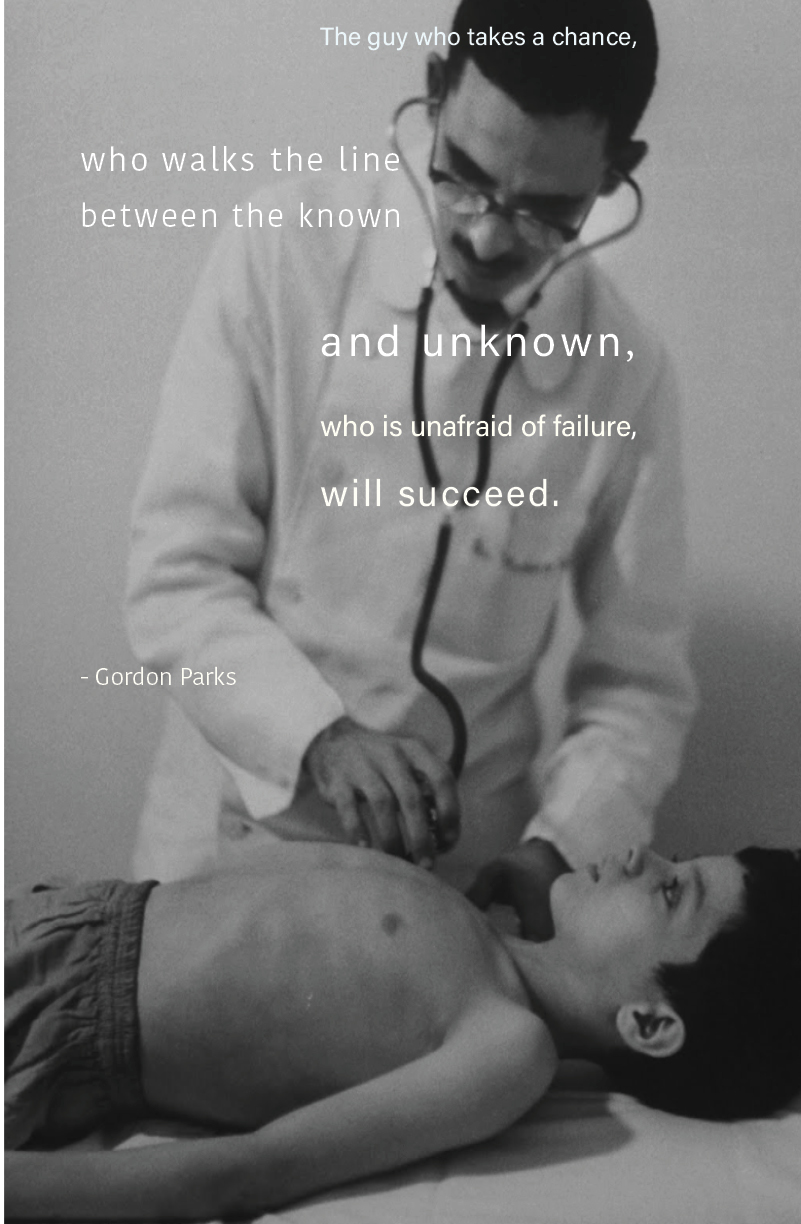 The guy who takes a chance,
who walks the line
between the known
and unknown,
who is unafraid of failure,
will succeed.
- Gordon Parks